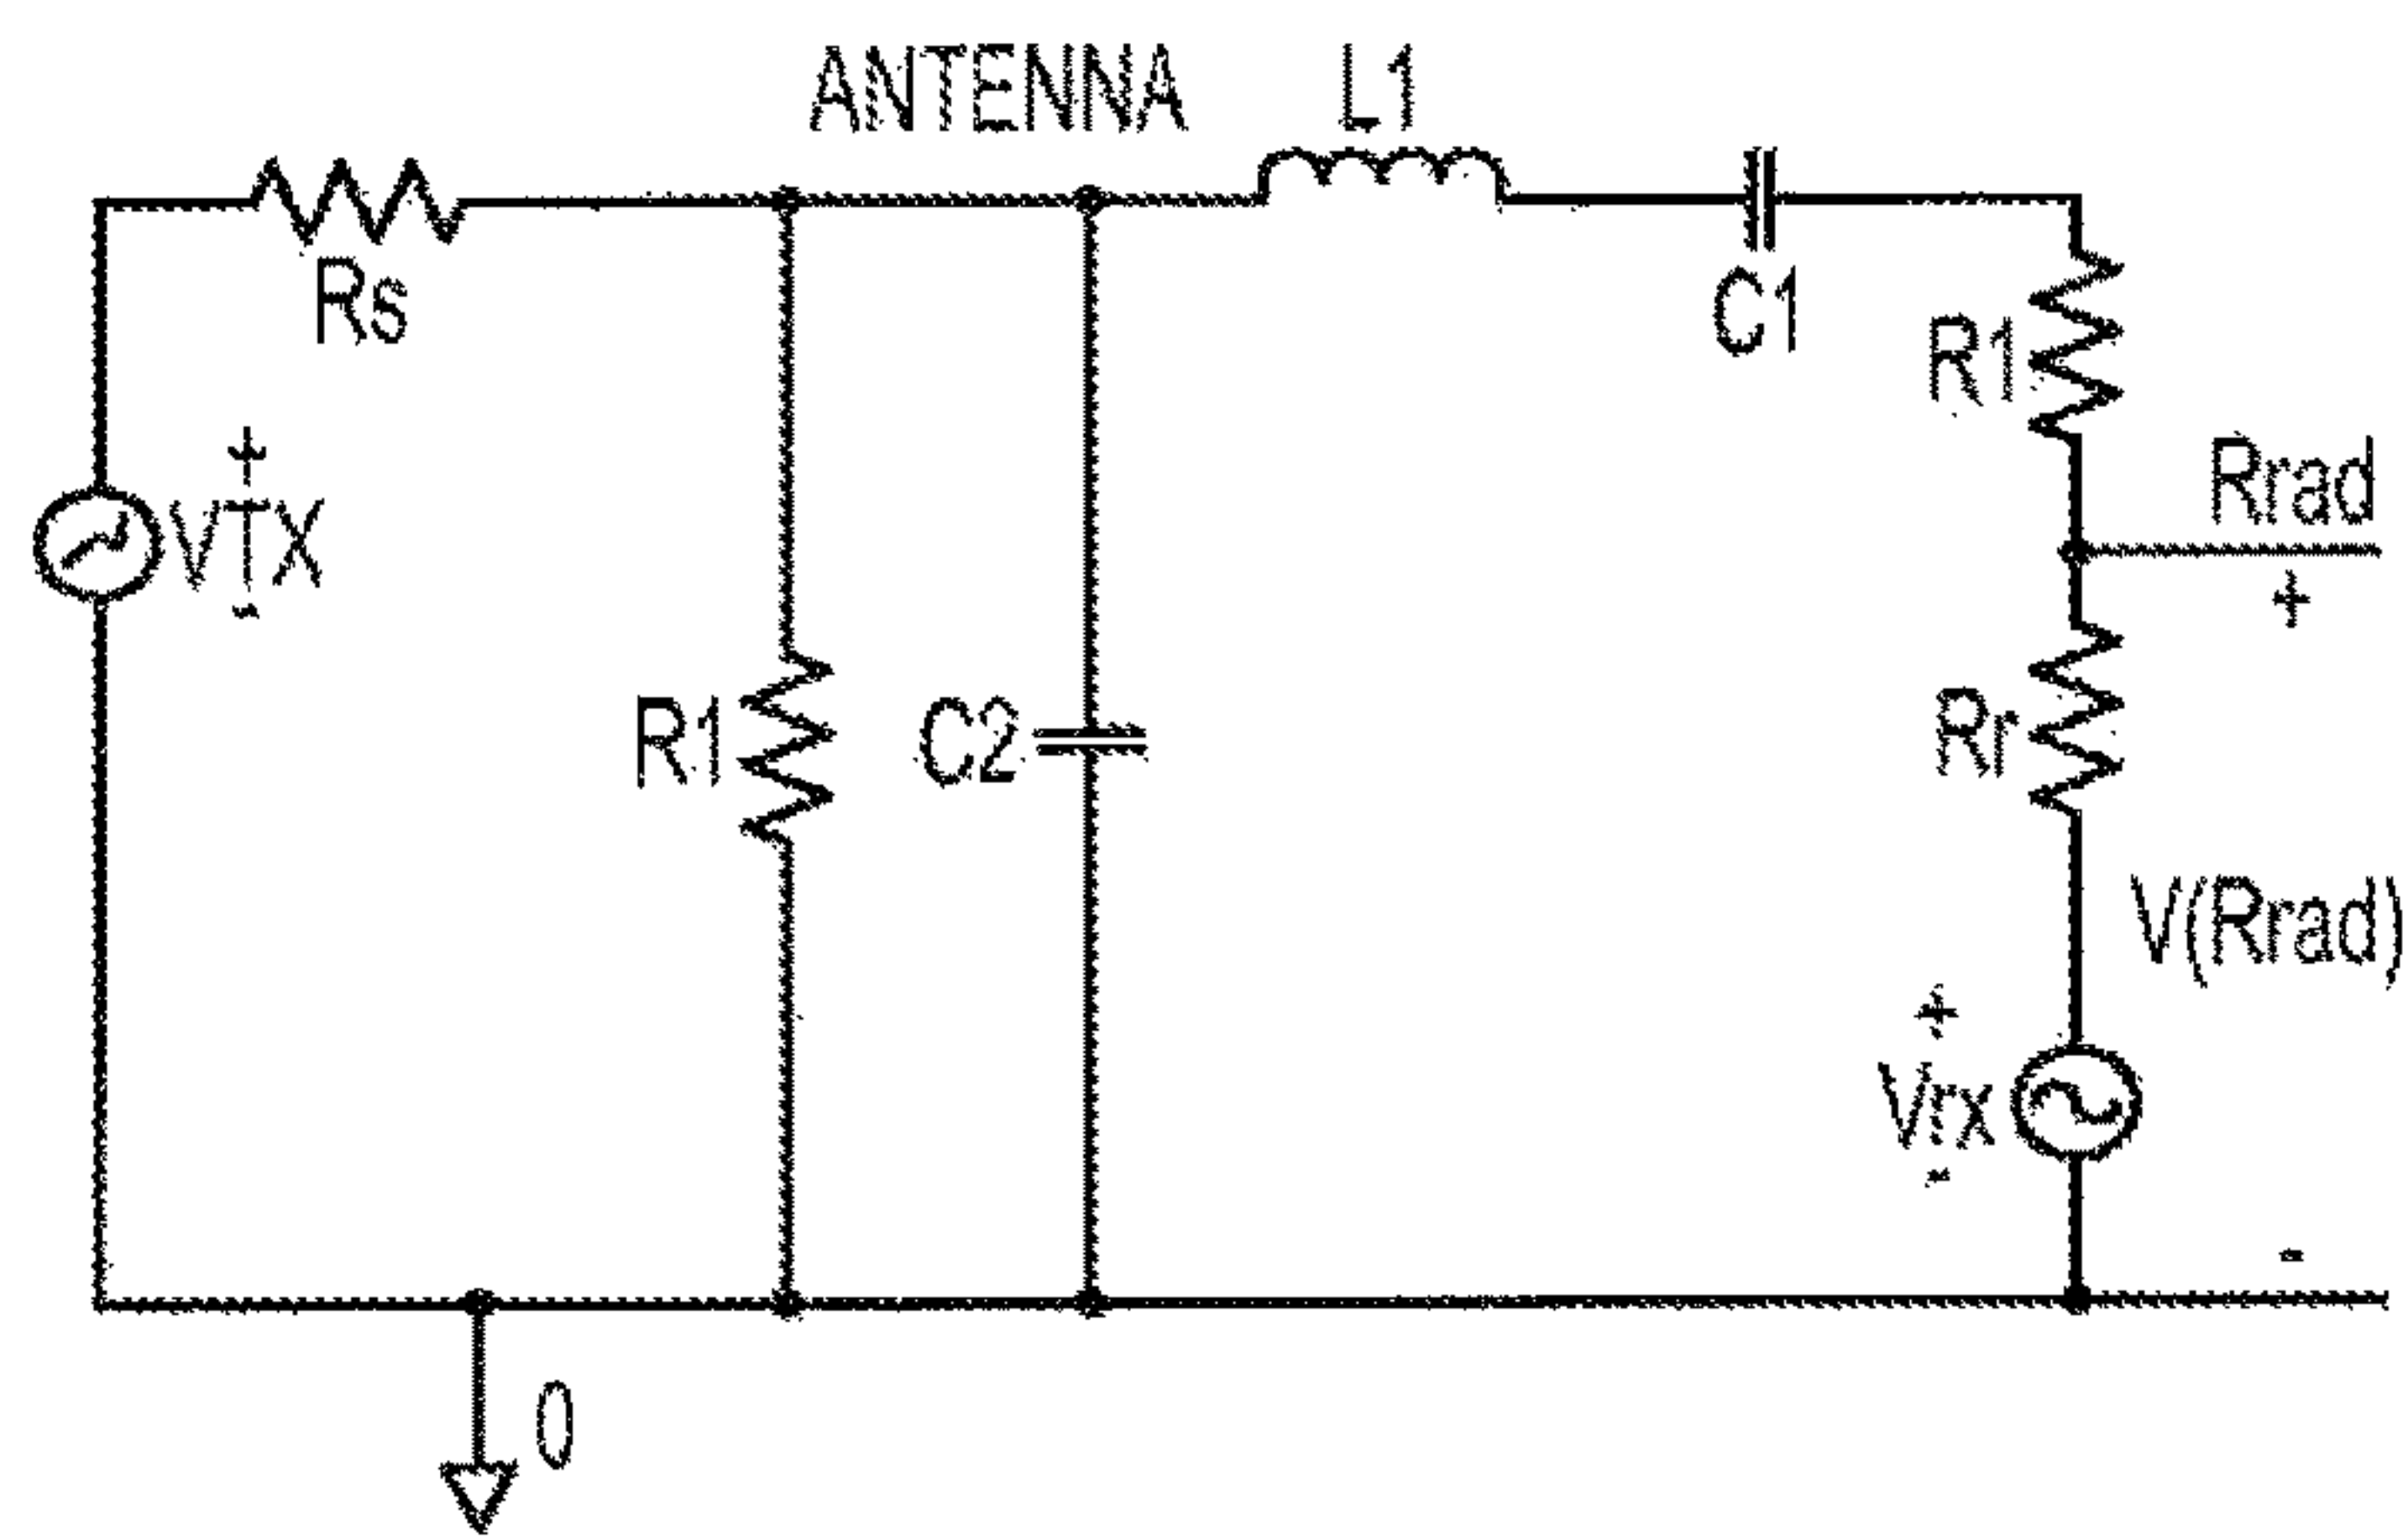 ANTENNA
L1
Rs
C1
R1
Rrad
+
+
VTX
-
R1
C2
Rr
V(Rrad)
+
Vrx
-
-
0